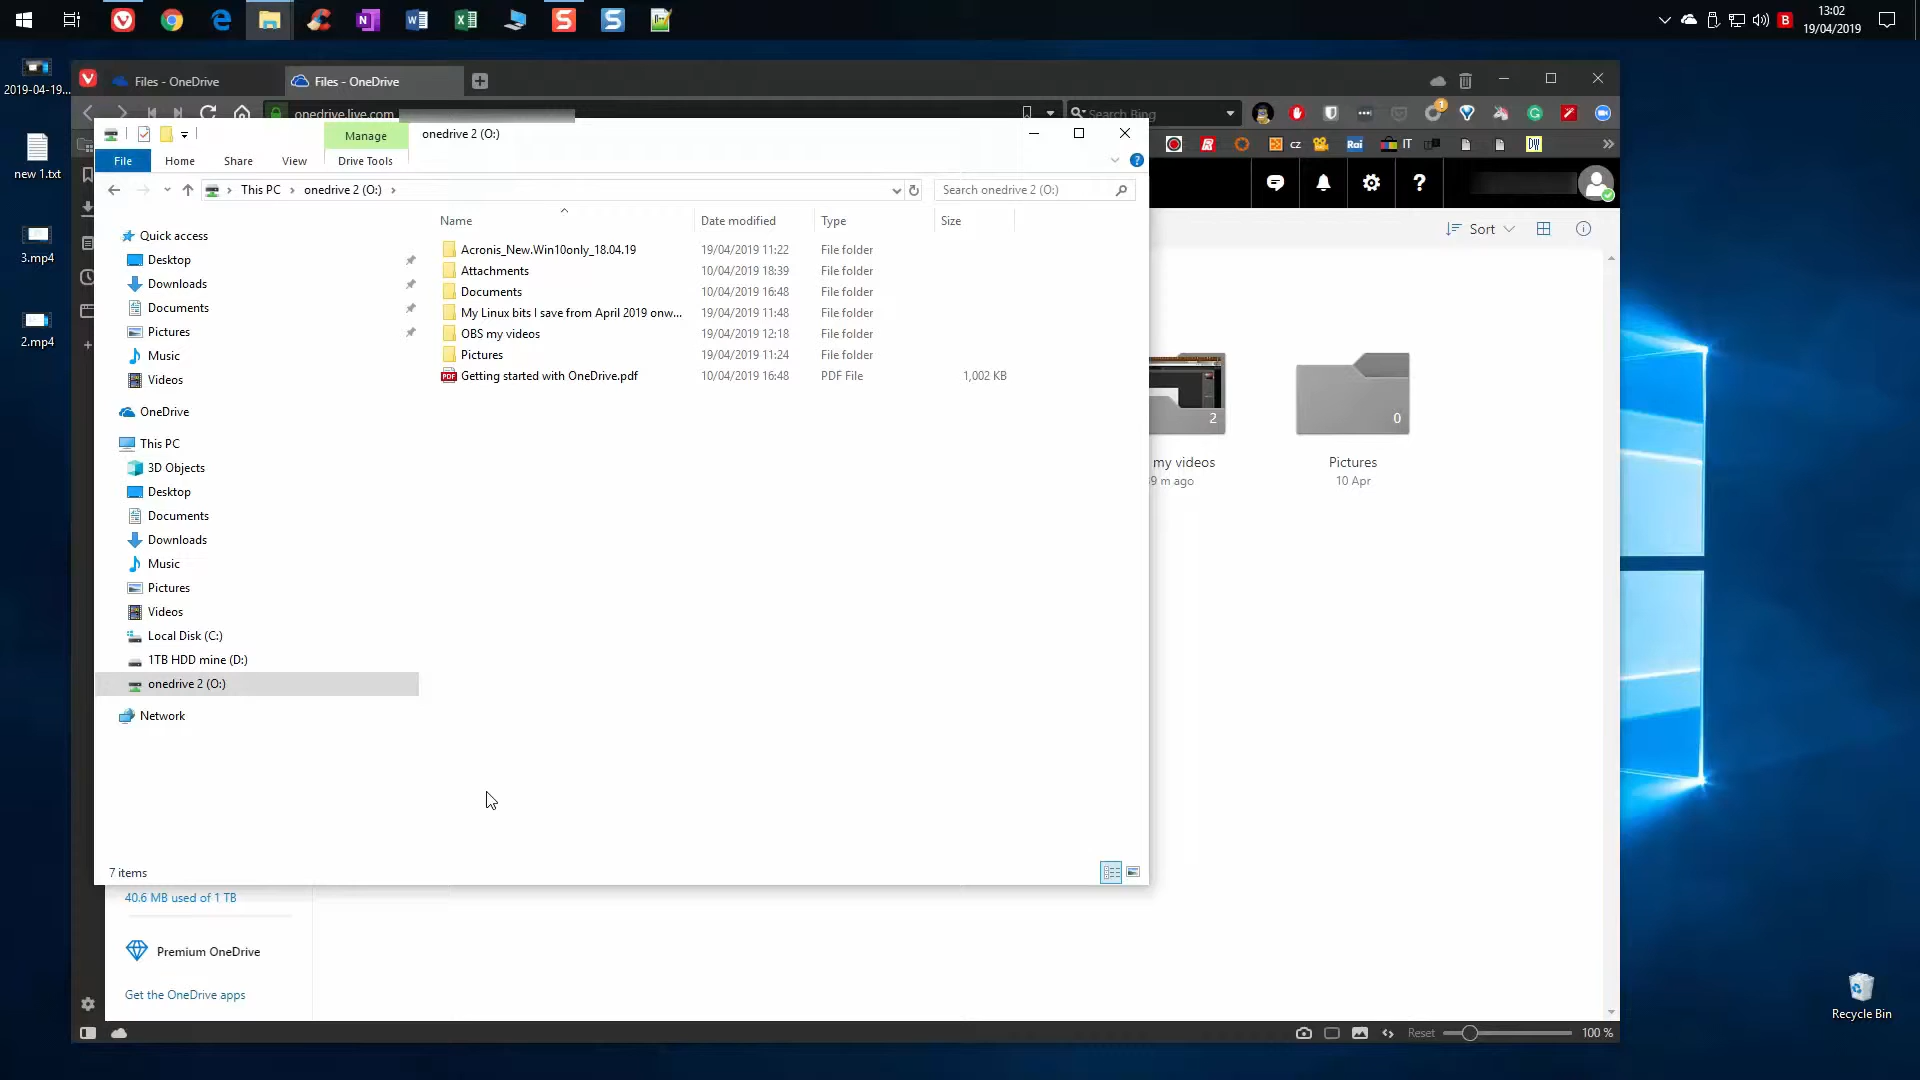 13:02
19/04/2019
2019-04-19...
new 1.txt
3.mp4
2.mp4
Files - OneDrive
Files - OneDrive
onedrive.live.com
Search Bing
1
cz
Rai
IT
DW
Manage
onedrive 2 (O:)
File
Home
Share
View
Drive Tools
This PC
onedrive 2 (O:)
Search onedrive 2 (O:)
Name
Date modified
Type
Size
Quick access
Desktop
Downloads
Documents
Pictures
Music
Videos
OneDrive
This PC
3D Objects
Desktop
Documents
Downloads
Music
Pictures
Videos
Local Disk (C:)
1TB HDD mine (D:)
onedrive 2 (O:)
Network
Acronis_New.Win10only_18.04.19 19/04/2019 11:22 File folder
Attachments 10/04/2019 18:39 File folder
Documents 10/04/2019 16:48 File folder
My Linux bits I save from April 2019 onw... 19/04/2019 11:48 File folder
OBS my videos 19/04/2019 12:18 File folder
Pictures 19/04/2019 11:24 File folder
Getting started with OneDrive.pdf 10/04/2019 16:48 PDF File 1,002 KB
7 items
Sort
2
my videos
9 m ago
0
Pictures
10 Apr
40.6 MB used of 1 TB
Premium OneDrive
Get the OneDrive apps
Reset
100 %
Recycle Bin